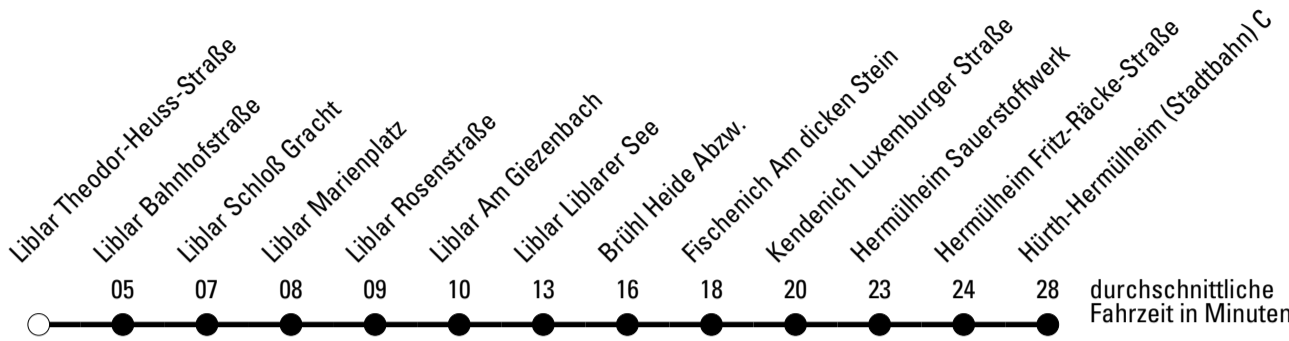 Liblar Theodor-Heuss-Straße
Liblar Bahnhofstraße
Liblar Schloß Gracht
Liblar Marienplatz
Liblar Rosenstraße
Liblar Am Giezenbach
Liblar Liblarer See
Brühl Heide Abzw.
Fischenich Am dicken Stein
Kendenich Luxemburger Straße
Hermülheim Sauerstoffwerk
Hermülheim Fritz-Räcke-Straße
Hürth-Hermülheim (Stadtbahn) C
05 07 08 09 10 13 16 18 20 23 24 28
durchschnittliche
Fahrzeit in Minuten